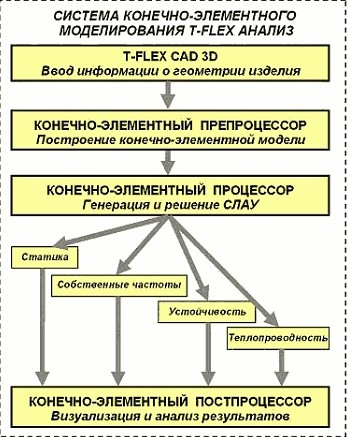 СИСТЕМА КОНЕЧНО-ЭЛЕМЕНТНОГО
МОДЕЛИРОВАНИЯ T-FLEX АНАЛИЗ
T-FLEX CAD 3D
Ввод информации о геометрии изделия
КОНЕЧНО-ЭЛЕМЕНТНЫЙ ПРЕПРОЦЕССОР
Построение конечно-элементной модели
КОНЕЧНО-ЭЛЕМЕНТНЫЙ ПРОЦЕССОР
Генерация и решение СЛАУ
Статика
Собственные частоты
Устойчивость
Теплопроводность
КОНЕЧНО-ЭЛЕМЕНТНЫЙ ПОСТПРОЦЕССОР
Визуализация и анализ результатов